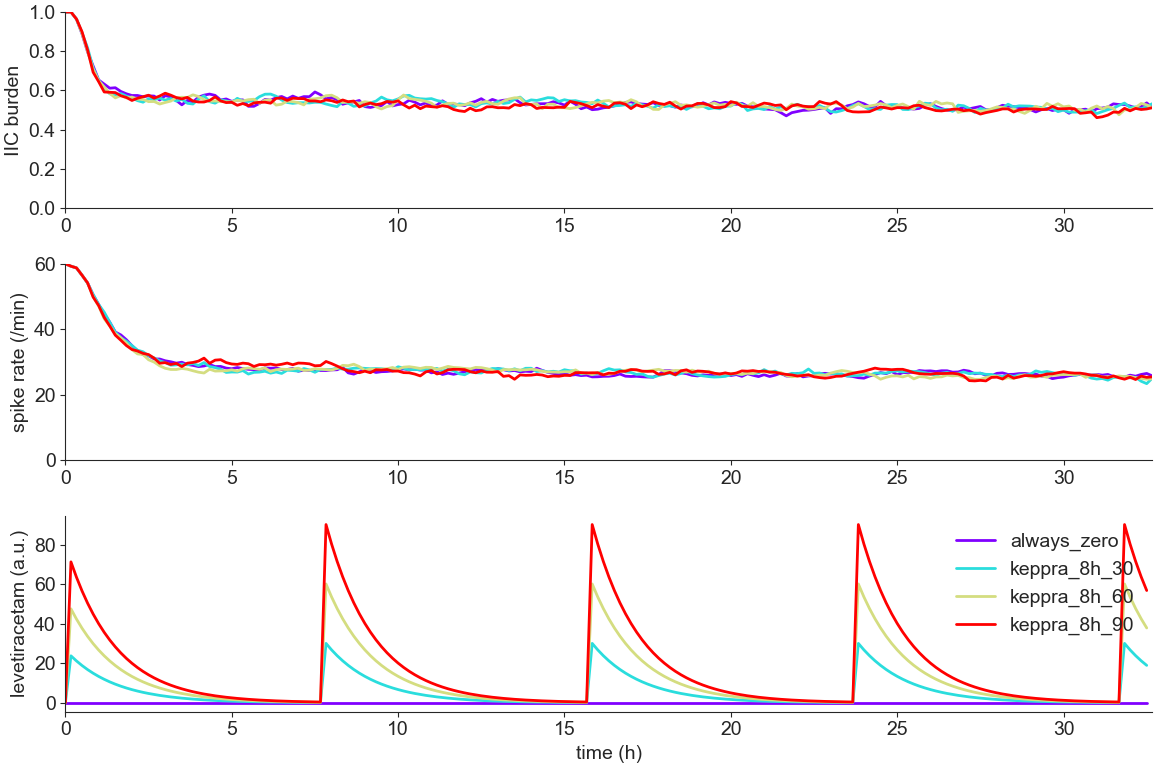 IIC burden
1.0
0.8
0.6
0.4
0.2
0.0
0 5 10 15 20 25 30
spike rate (/min)
60
40
20
0
0 5 10 15 20 25 30
levetiracetam (a.u.)
80
60
40
20
0
always_zero
keppra_8h_30
keppra_8h_60
keppra_8h_90
0 5 10 15 20 25 30
time (h)